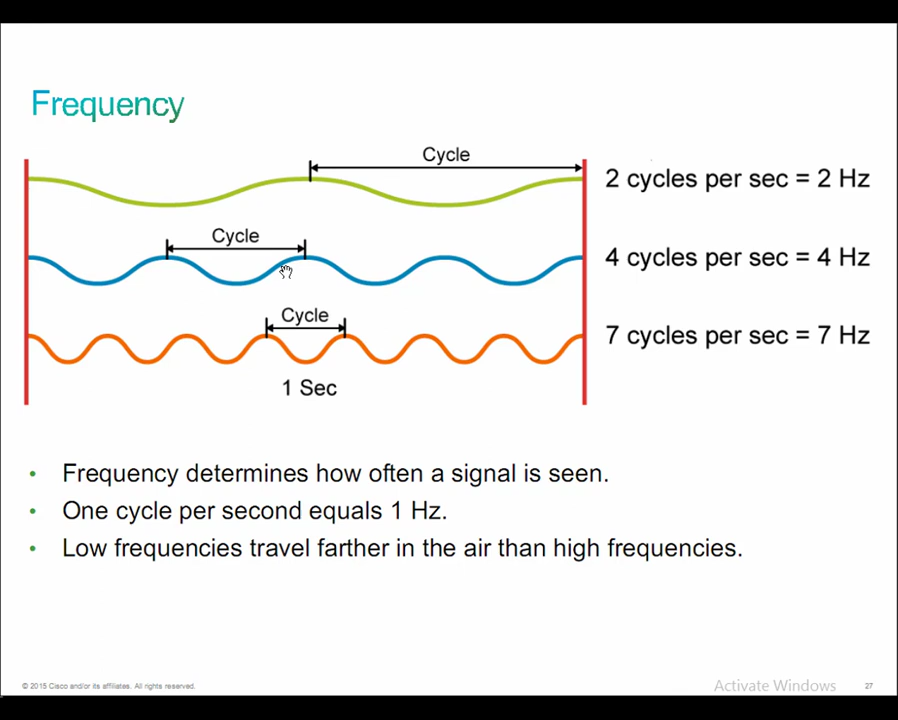 Frequency
Cycle
2 cycles per sec = 2 Hz
Cycle
4 cycles per sec = 4 Hz
Cycle
7 cycles per sec = 7 Hz
1 Sec
• Frequency determines how often a signal is seen.
• One cycle per second equals 1 Hz.
• Low frequencies travel farther in the air than high frequencies.
© 2015 Cisco and/or its affiliates. All rights reserved.
Activate Windows
27